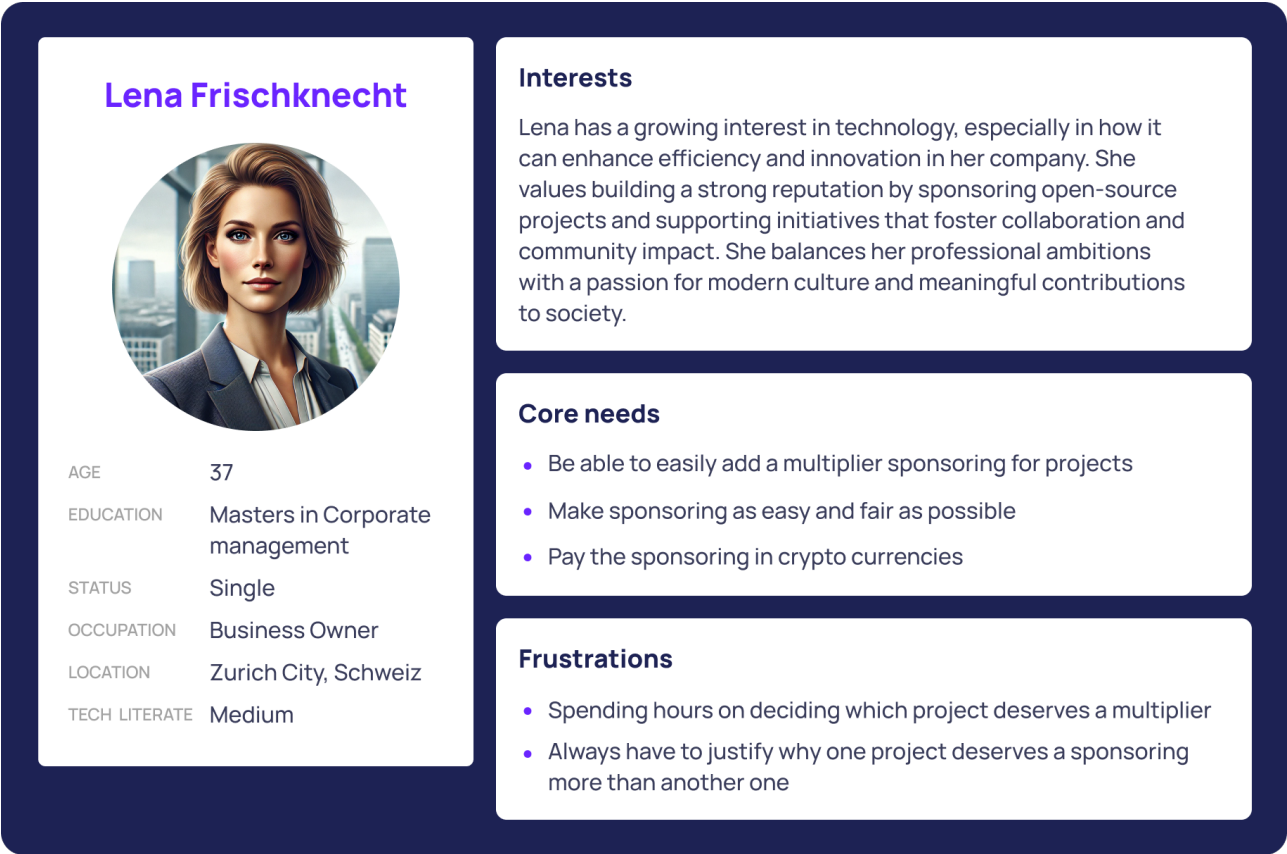 Lena Frischknecht
AGE 37
EDUCATION Masters in Corporate
management
STATUS Single
OCCUPATION Business Owner
LOCATION Zurich City, Schweiz
TECH LITERATE Medium
Interests
Lena has a growing interest in technology, especially in how it
can enhance efficiency and innovation in her company. She
values building a strong reputation by sponsoring open-source
projects and supporting initiatives that foster collaboration and
community impact. She balances her professional ambitions
with a passion for modern culture and meaningful contributions
to society.
Core needs
• Be able to easily add a multiplier sponsoring for projects
• Make sponsoring as easy and fair as possible
• Pay the sponsoring in crypto currencies
Frustrations
• Spending hours on deciding which project deserves a multiplier
• Always have to justify why one project deserves a sponsoring
more than another one